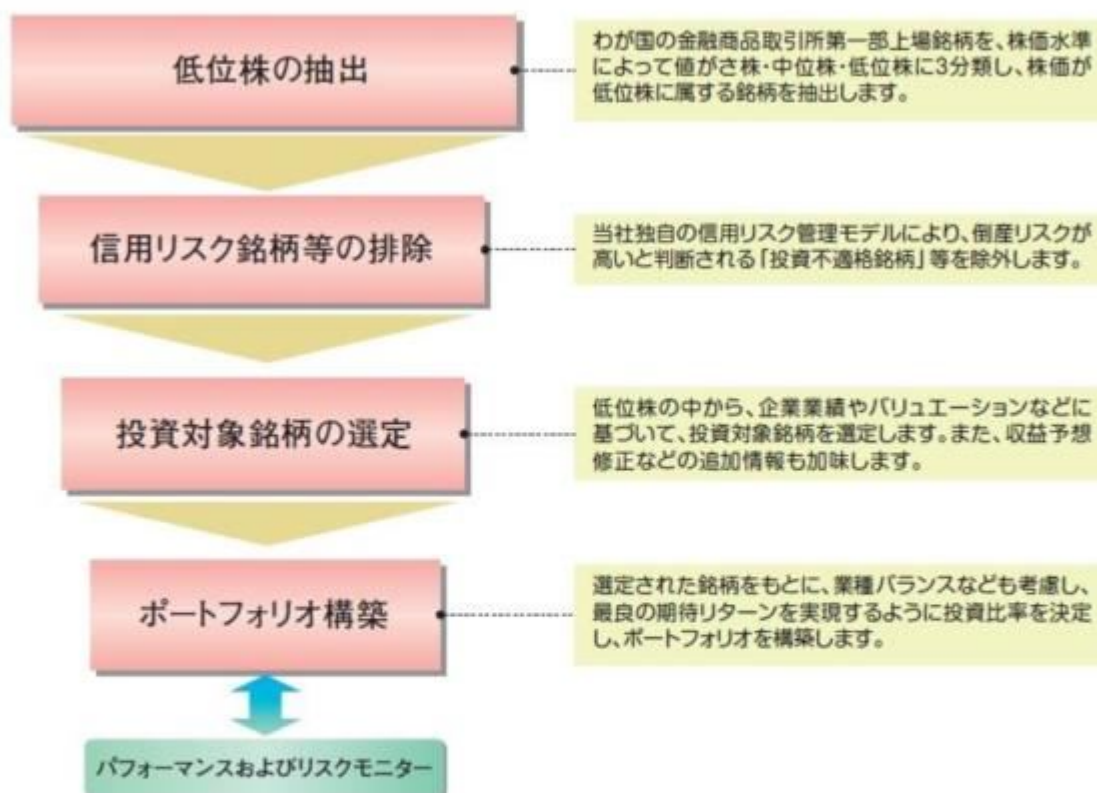 低位株の抽出
わが国の金融商品取引所第一部上場銘柄を、株価水準
によって値がさ株・中位株・低位株に3分類し、株価が
低位株に属する銘柄を抽出します。
信用リスク銘柄等の排除
当社独自の信用リスク管理モデルにより、倒産リスクが
高いと判断される「投資不適格銘柄」等を除外します。
投資対象銘柄の選定
低位株の中から、企業業績やバリュエーションなどに
基づいて、投資対象銘柄を選定します。また、収益予想
修正などの追加情報も加味します。
ポートフォリオ構築
選定された銘柄をもとに、業種バランスなども考慮し、
最良の期待リターンを実現するように投資比率を決定
し、ポートフォリオを構築します。
パフォーマンスおよびリスクモニター